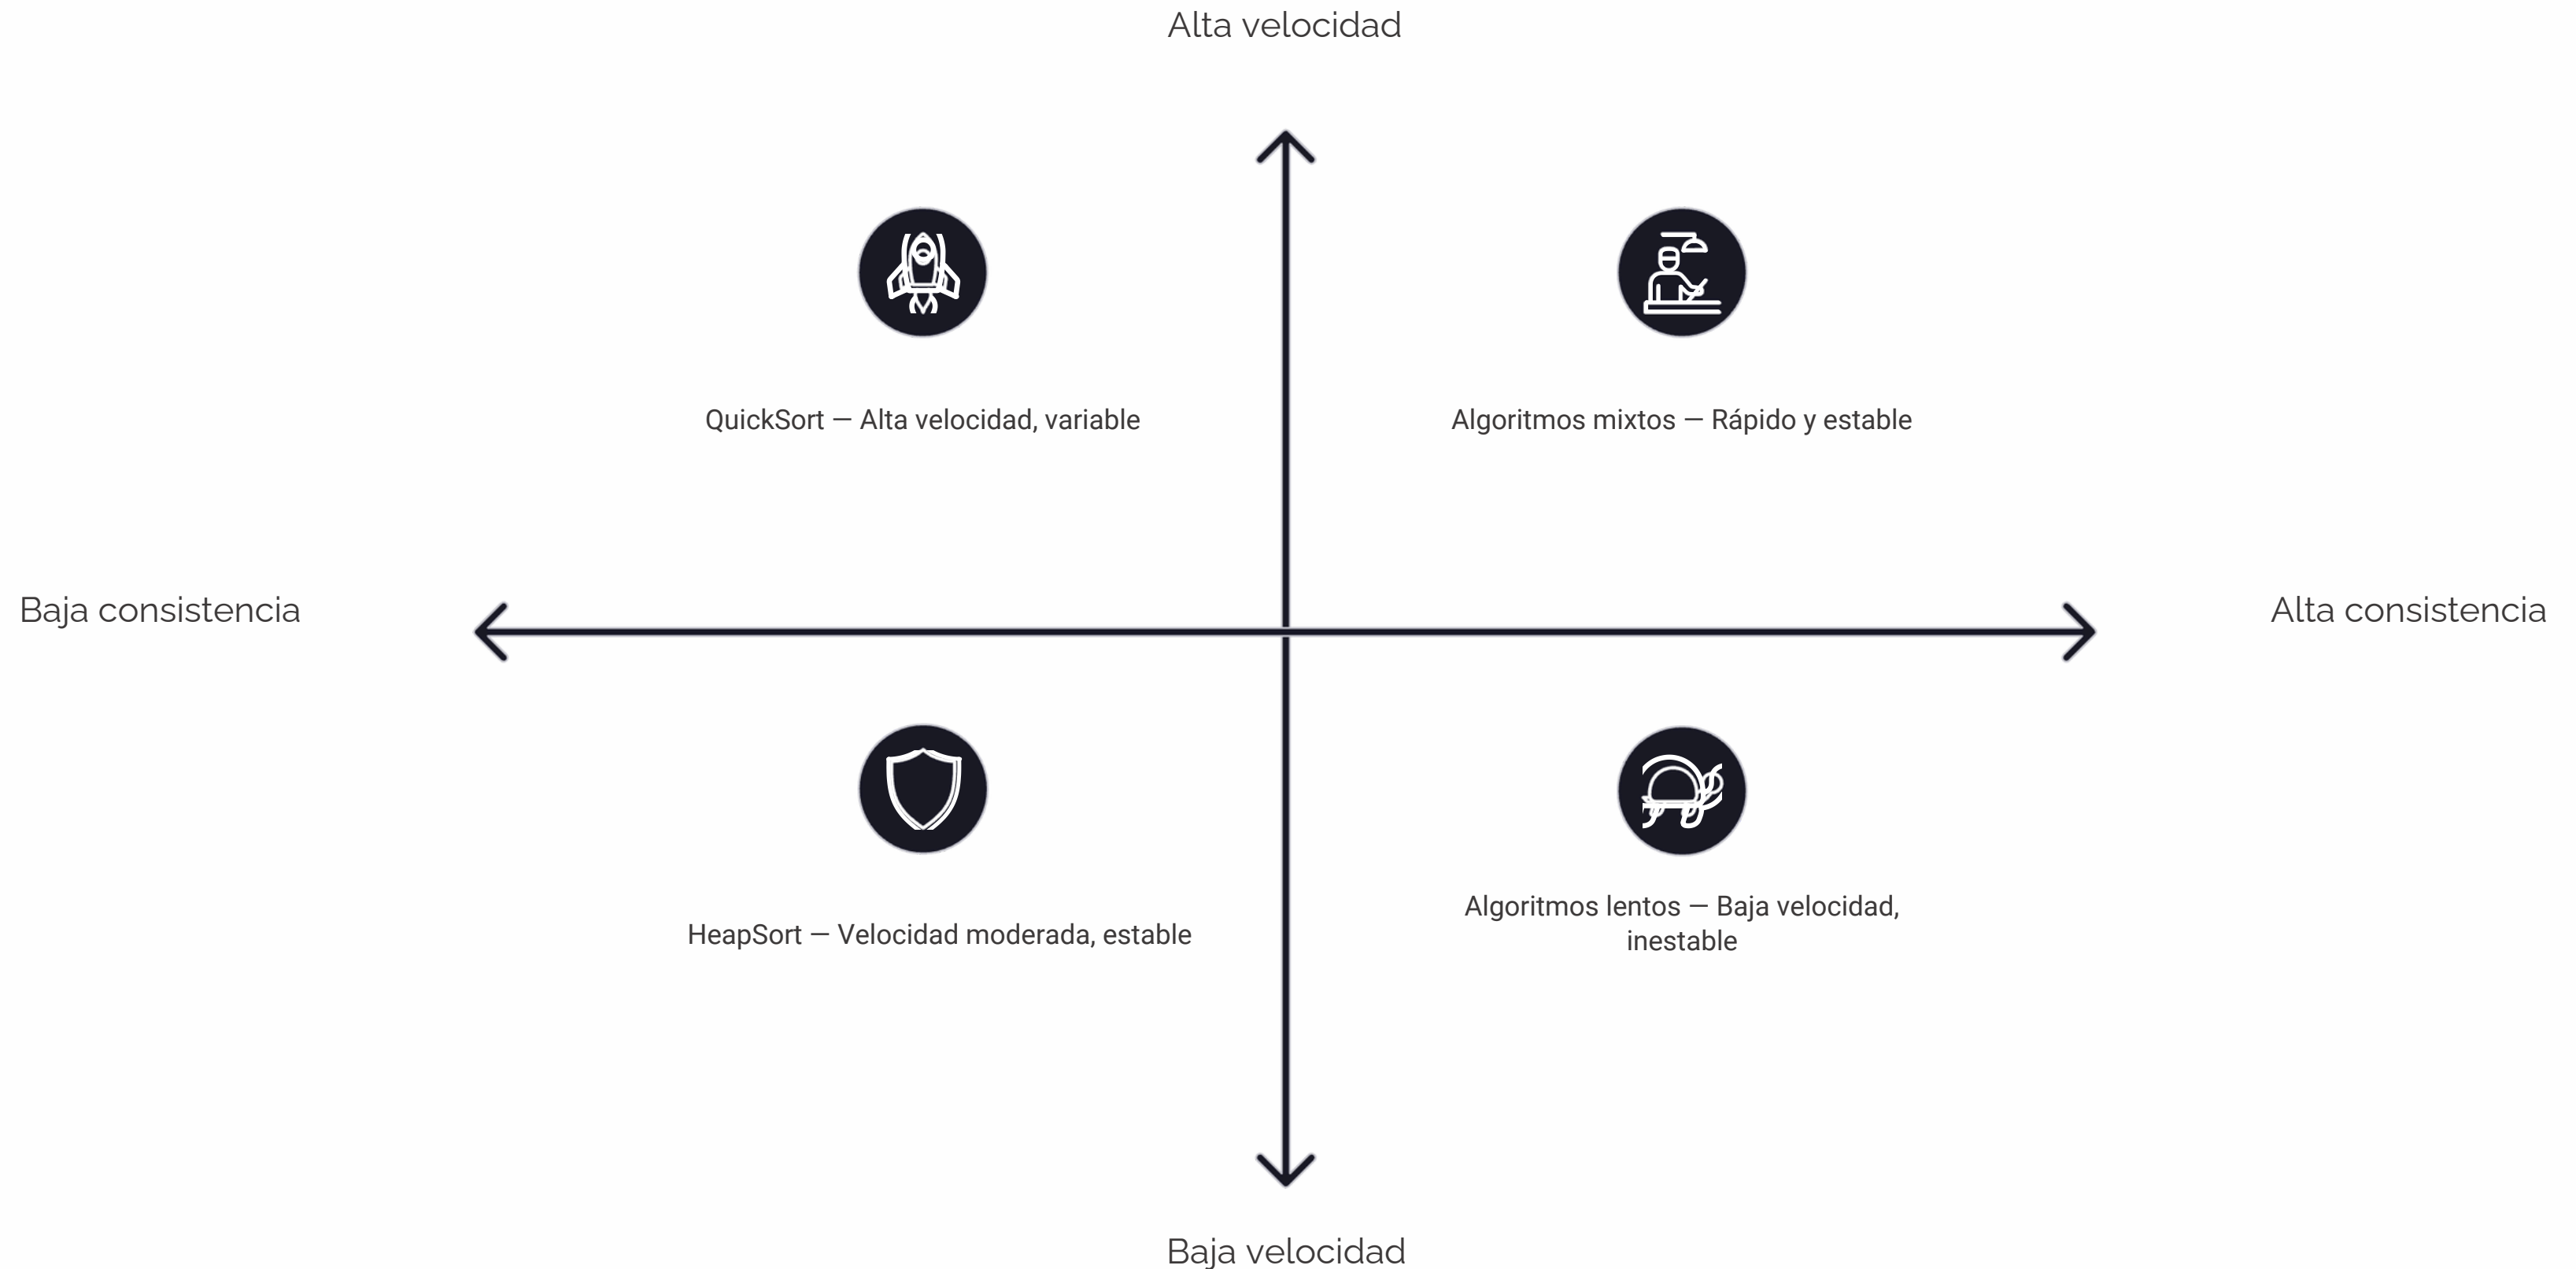 Alta velocidad
QuickSort — Alta velocidad, variable
Algoritmos mixtos — Rápido y estable
Baja consistencia
Alta consistencia
HeapSort — Velocidad moderada, estable
Algoritmos lentos — Baja velocidad,
inestable
Baja velocidad